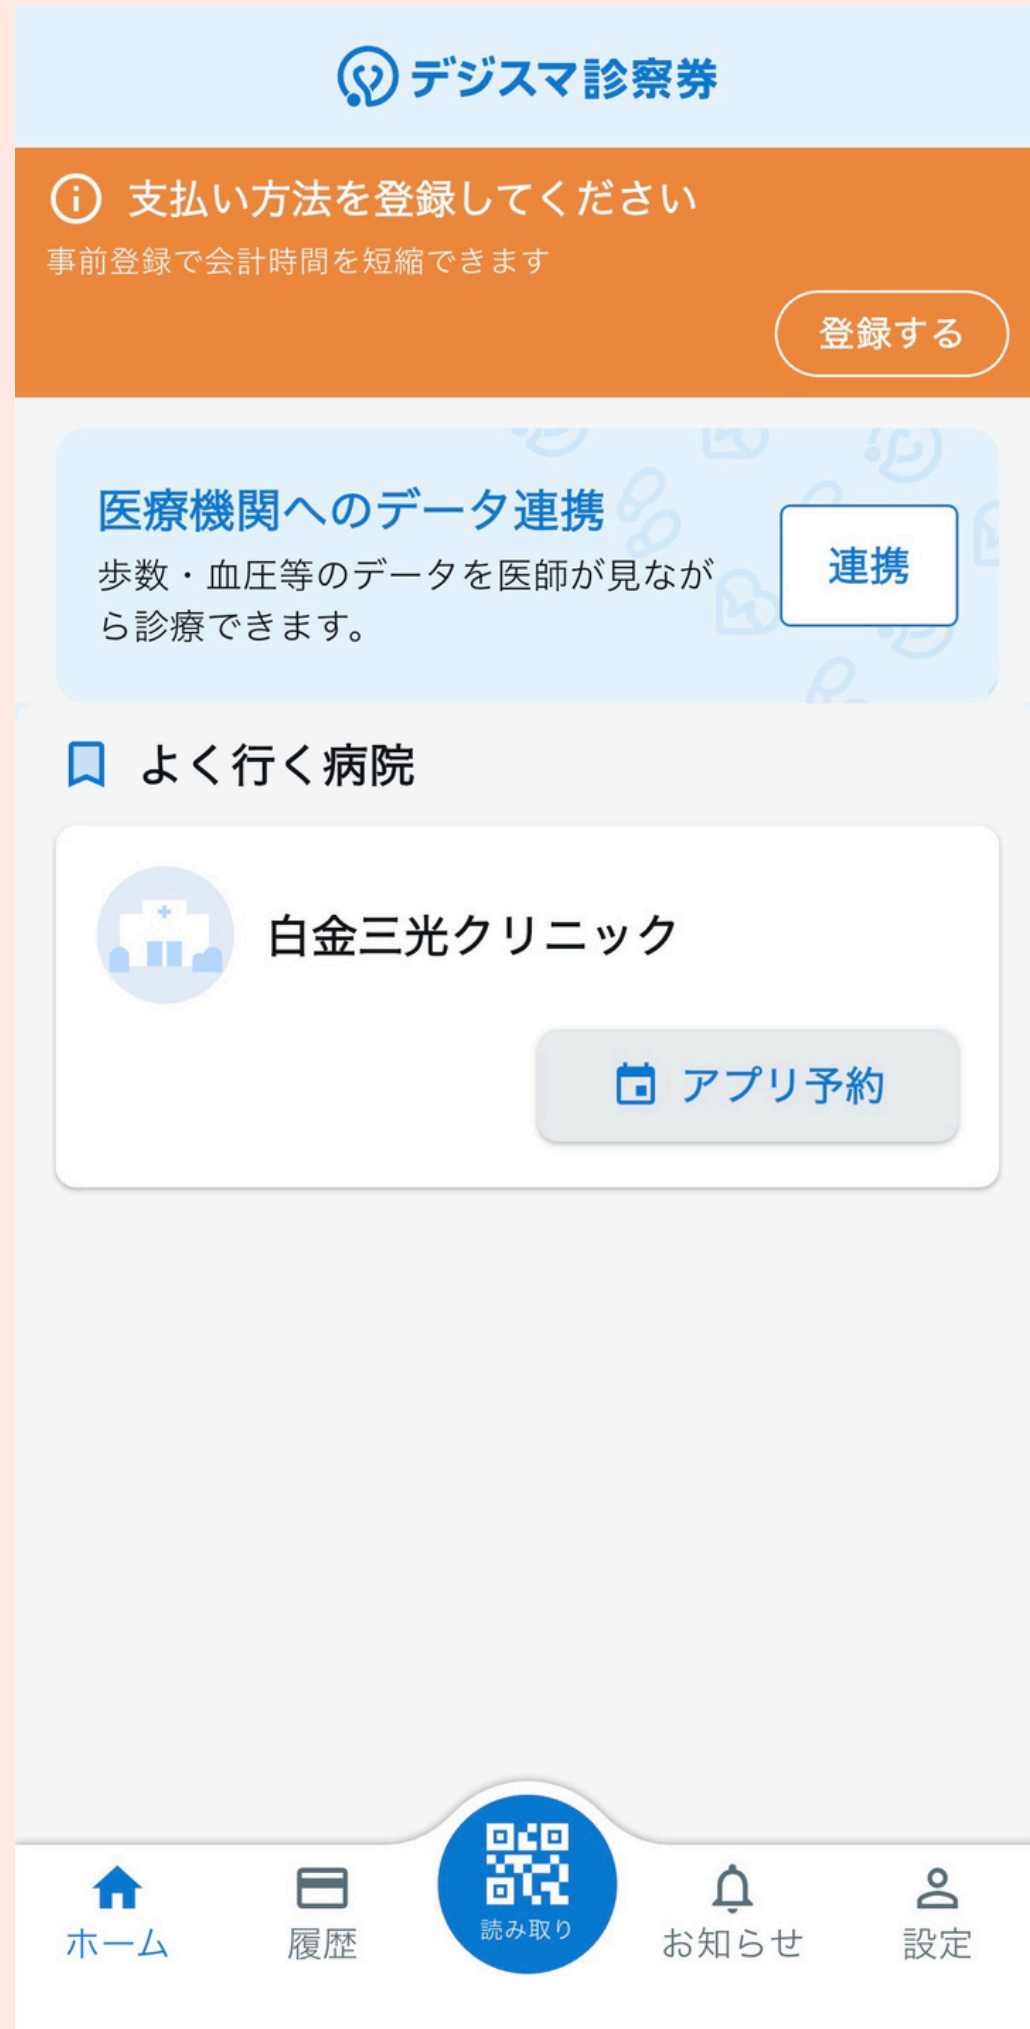 デジスマ診察券
支払い方法を登録してください
事前登録で会計時間を短縮できます
登録する
医療機関へのデータ連携
歩数・血圧等のデータを医師が見なが
ら診療できます。
連携
よく行く病院
白金三光クリニック
アプリ予約
ホーム
履歴
読み取り
お知らせ
設定